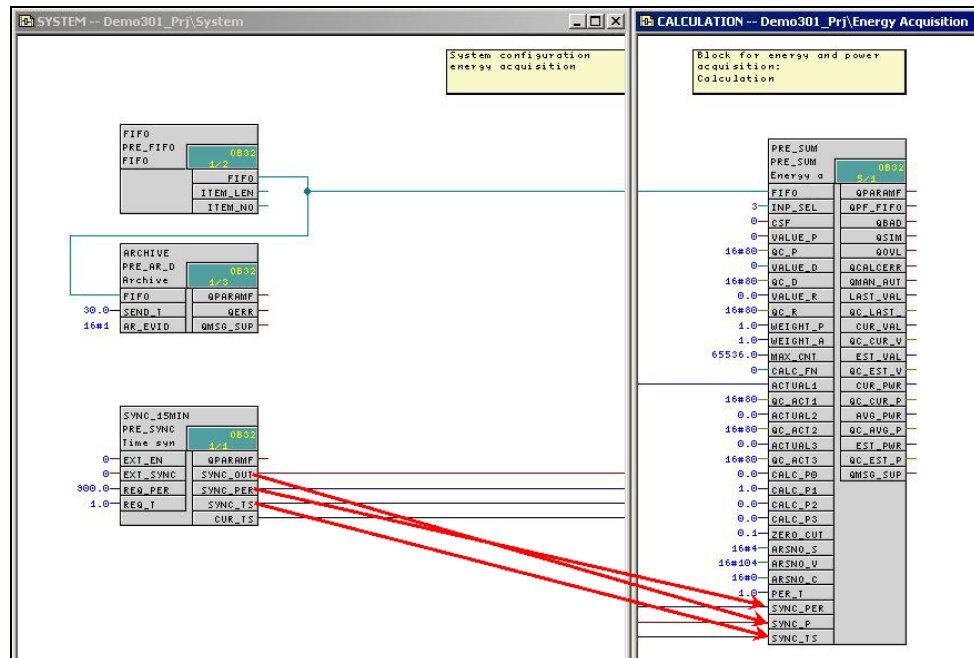 SYSTEM -- Demo301_Prj\System
System configuration
energy acquisition
FIFO
PRE_FIFO
FIFO
OB32
1/2
FIFO
ITEM_LEN
ITEM_NO
ARCHIVE
PRE_AR_D
Archive
OB32
1/3
FIFO QPARAMF
30.0 SEND_T QERR
16#1 AR_EVID QMSG_SUP
SYNC_15MIN
PRE_SYNC
Time syn
OB32
1/1
0 EXT_EN QPARAMF
0 EXT_SYNC SYNC_OUT
900.0 REQ_PER SYNC_PER
1.0 REQ_T SYNC_TS
CUR_TS
CALCULATION -- Demo301_Prj\Energy Acquisition
Block for energy and power
acquisition:
Calculation
PRE_SUM
PRE_SUM
Energy a
OB32
5/1
FIFO QPARAMF
3 INP_SEL QPF_FIFO
0 CSF QBAD
0 VALUE_P QSIM
16#80 QC_P QOVL
0 VALUE_D QCALCERR
16#80 QC_D QMAN_AUT
0.0 VALUE_R LAST_VAL
16#80 QC_R QC_LAST_
1.0 WEIGHT_P CUR_VAL
1.0 WEIGHT_A QC_CUR_V
65536.0 MAX_CNT EST_VAL
0 CALC_FN QC_EST_V
ACTUAL1 CUR_PWR
16#80 QC_ACT1 QC_CUR_P
0.0 ACTUAL2 AVG_PWR
16#80 QC_ACT2 QC_AVG_P
0.0 ACTUAL3 EST_PWR
16#80 QC_ACT3 QC_EST_P
0.0 CALC_P0 QMSG_SUP
1.0 CALC_P1
0.0 CALC_P2
0.0 CALC_P3
0.1 ZERO_CUT
16#4 ARSNO_S
16#104 ARSNO_V
16#0 ARSNO_C
1.0 PER_T
SYNC_PER
SYNC_P
SYNC_TS